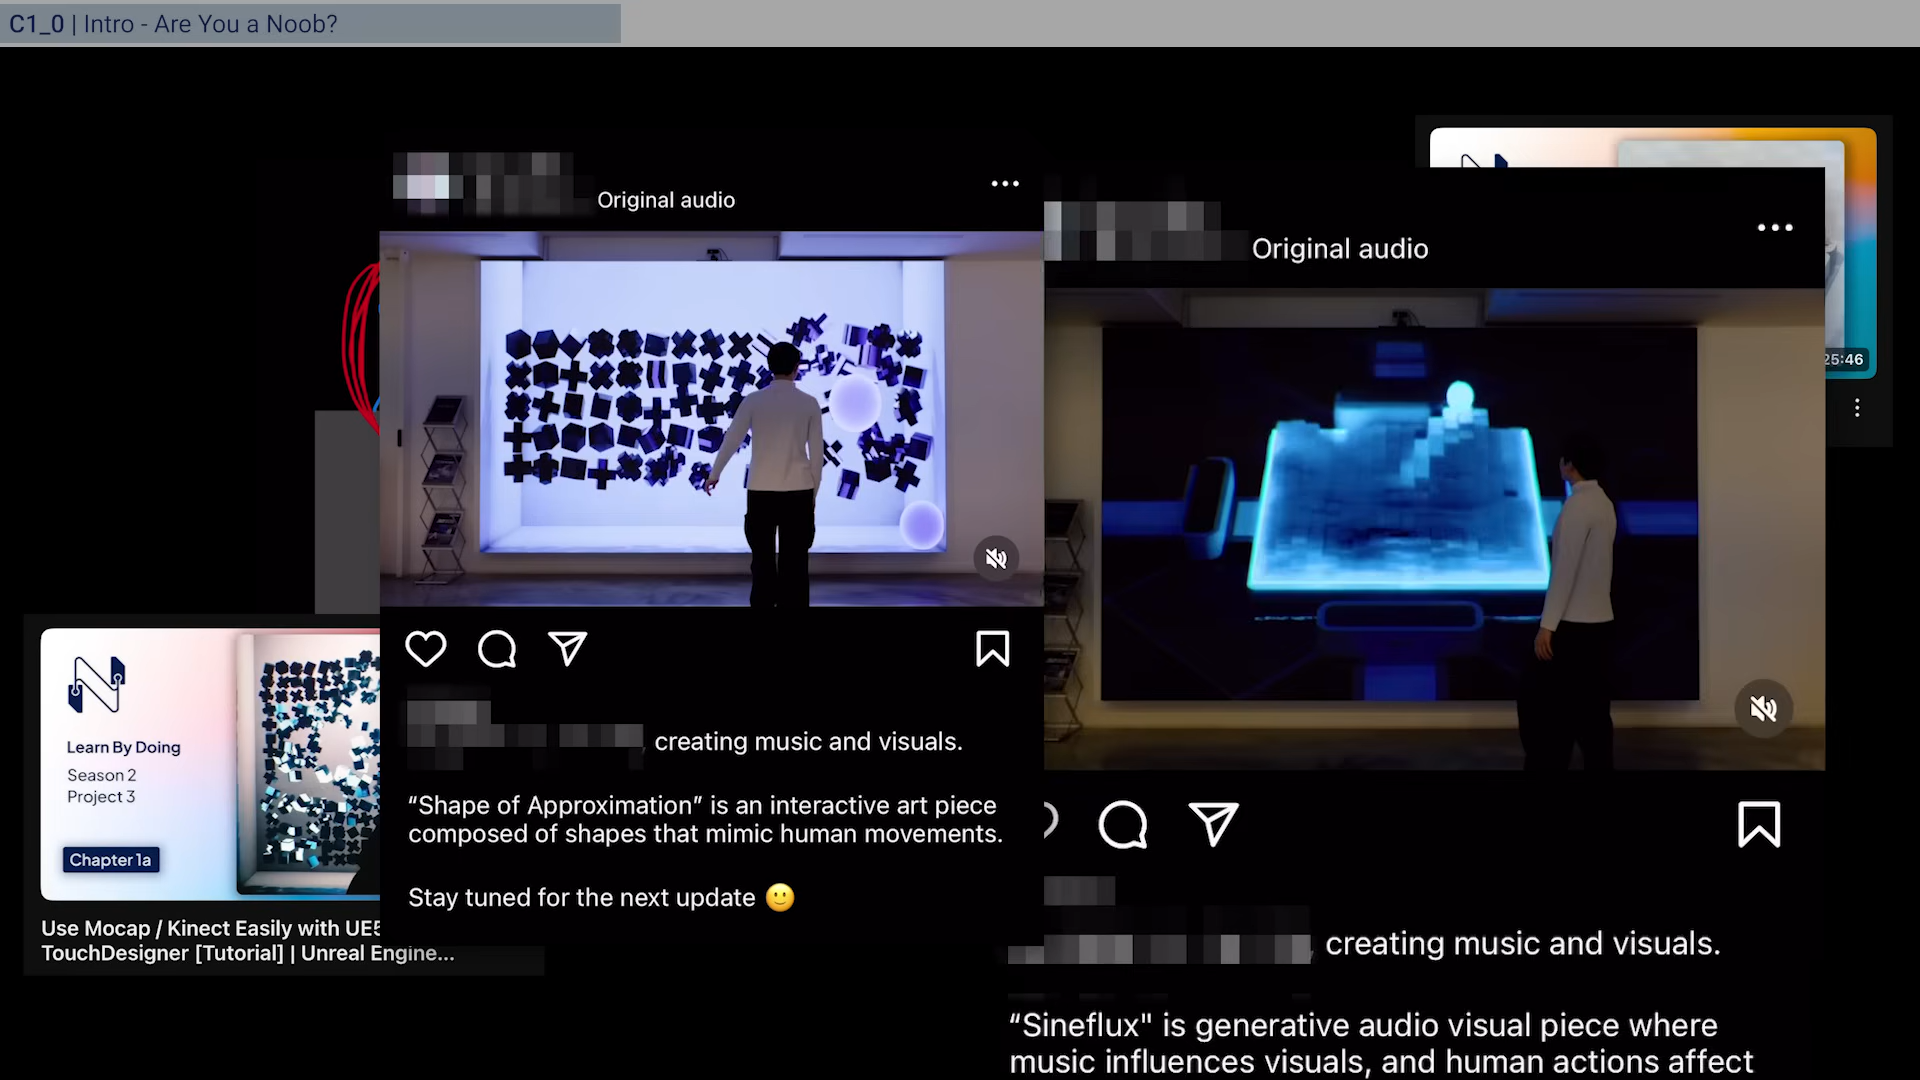 C1_0 | Intro - Are You a Noob?
Original audio
creating music and visuals.
“Shape of Approximation” is an interactive art piece
composed of shapes that mimic human movements.
Stay tuned for the next update 🙂
Original audio
creating music and visuals.
“Sineflux" is generative audio visual piece where
music influences visuals, and human actions affect
25:46
Learn By Doing
Season 2
Project 3
Chapter 1a
Use Mocap / Kinect Easily with UE5
TouchDesigner [Tutorial] | Unreal Engine...